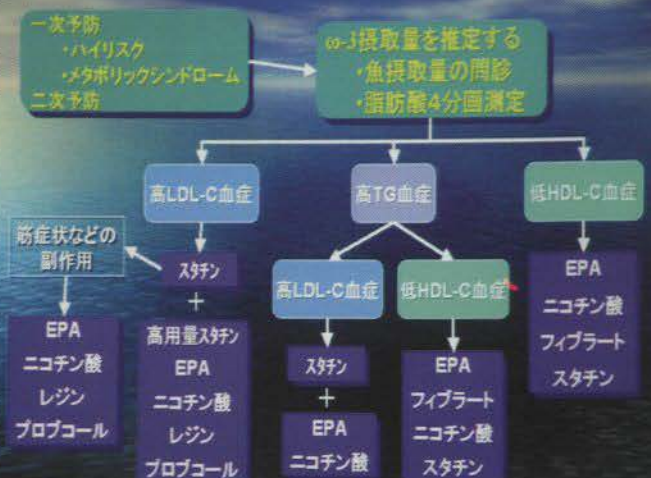 一次予防
・ハイリスク
・メタボリックシンドローム
二次予防
ω-3摂取量を推定する
・魚摂取量の問診
・脂肪酸4分画測定
高LDL-C血症
高TG血症
低HDL-C血症
筋症状などの
副作用
スタチン
+
高用量スタチン
EPA
ニコチン酸
レジン
プロブコール
EPA
ニコチン酸
レジン
プロブコール
高LDL-C血症
低HDL-C血症
スタチン
+
EPA
ニコチン酸
EPA
フィブラート
ニコチン酸
スタチン
EPA
ニコチン酸
フィブラート
スタチン